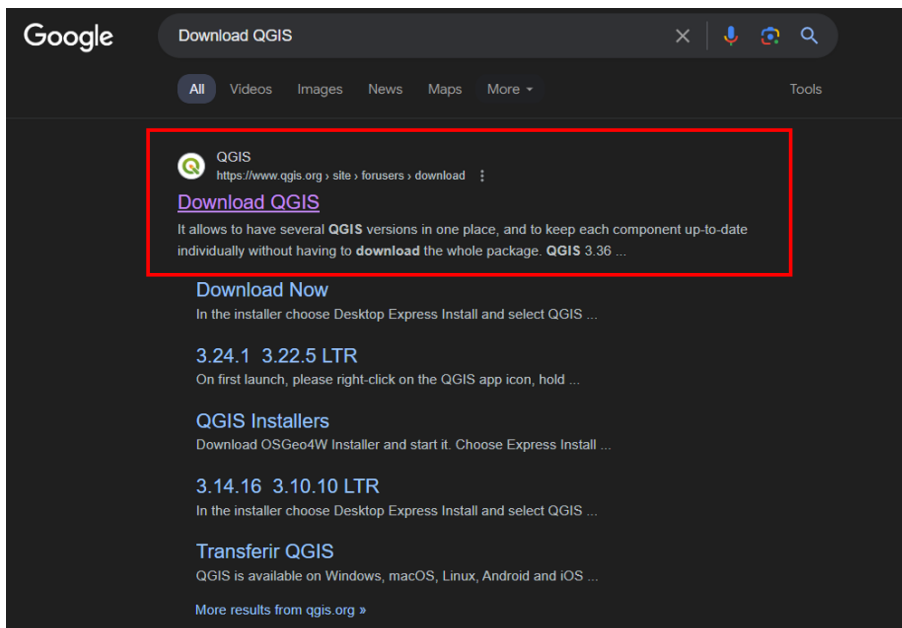 Google
Download QGIS
All Videos Images News Maps More Tools
QGIS
https://www.qgis.org › site › forusers › download
Download QGIS
It allows to have several QGIS versions in one place, and to keep each component up-to-date
individually without having to download the whole package. QGIS 3.36 ...
Download Now
In the installer choose Desktop Express Install and select QGIS ...
3.24.1 3.22.5 LTR
On first launch, please right-click on the QGIS app icon, hold ...
QGIS Installers
Download OSGeo4W Installer and start it. Choose Express Install ...
3.14.16 3.10.10 LTR
In the installer choose Desktop Express Install and select QGIS ...
Transferir QGIS
QGIS is available on Windows, macOS, Linux, Android and iOS ...
More results from qgis.org »